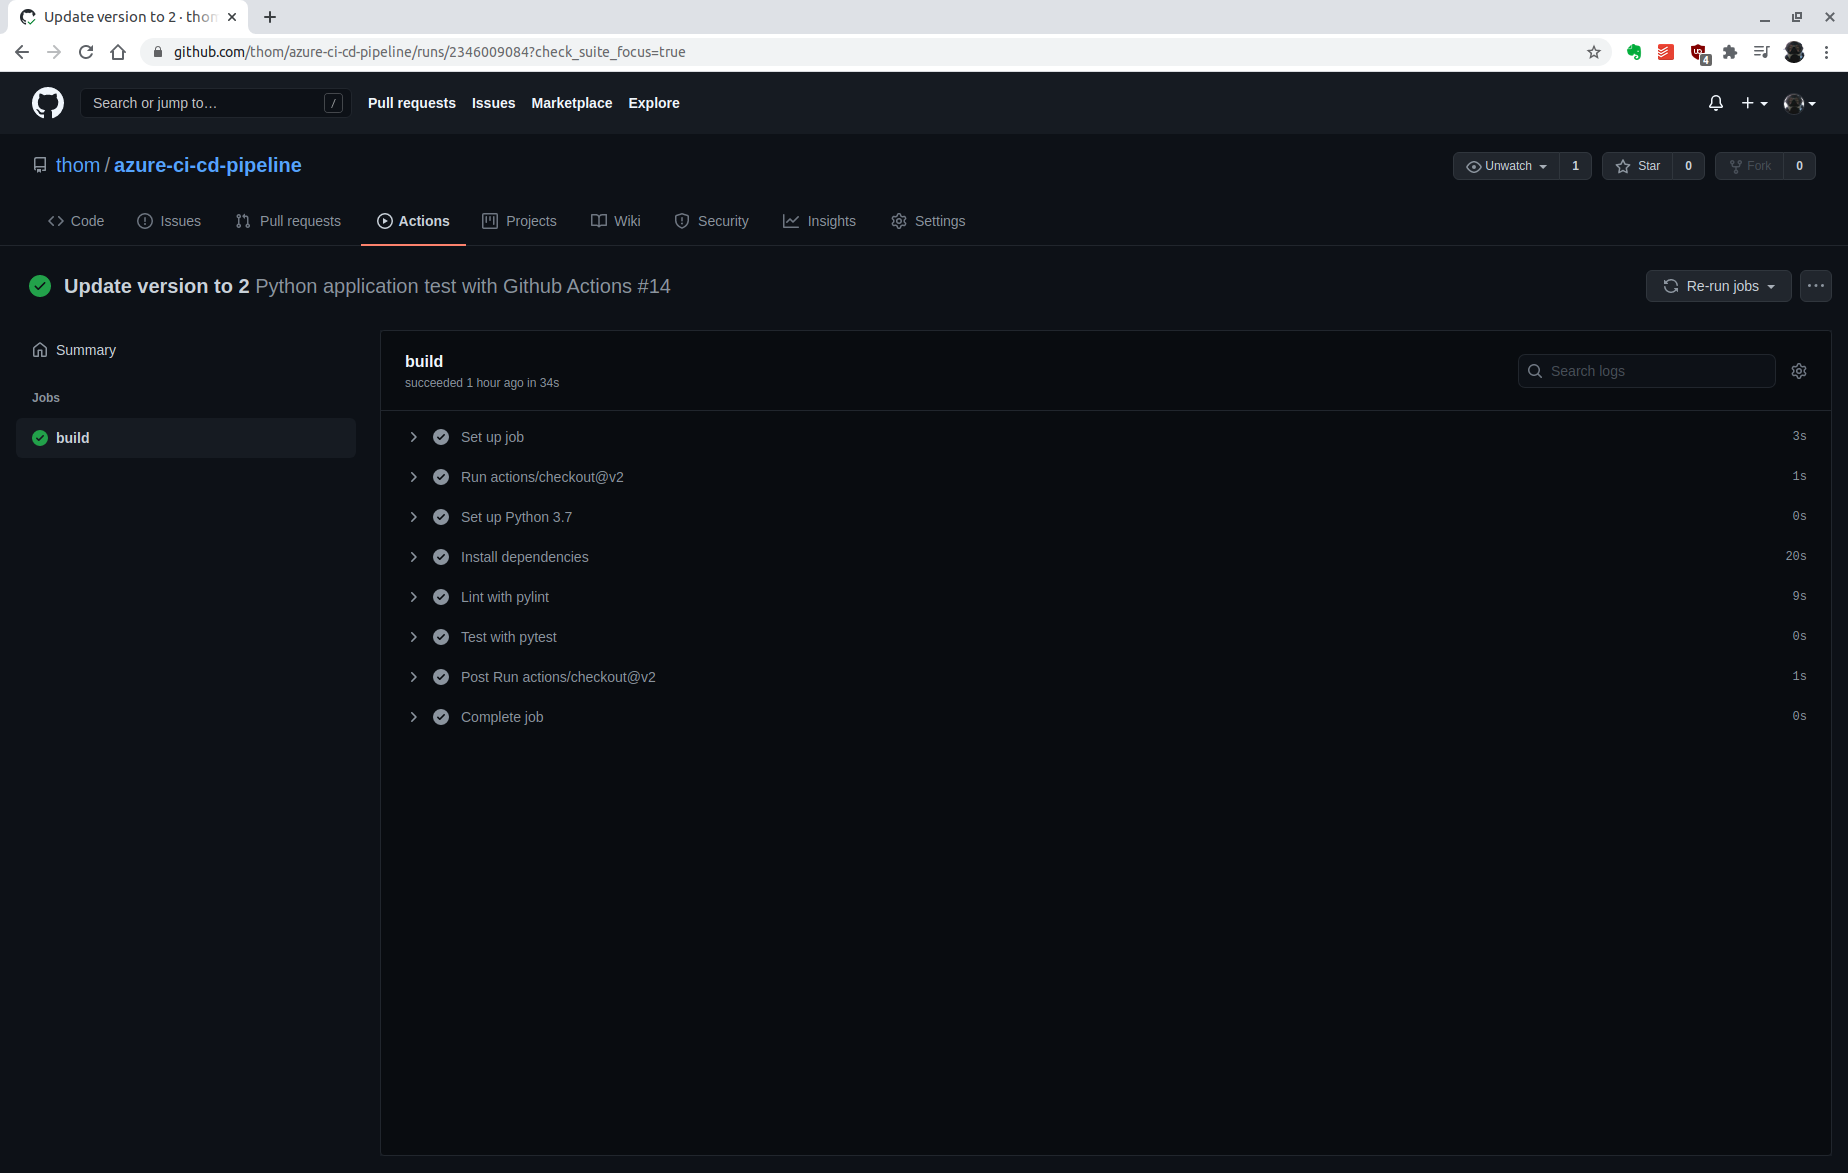 Update version to 2 · thom
github.com/thom/azure-ci-cd-pipeline/runs/2346009084?check_suite_focus=true
4
Search or jump to… / Pull requests Issues Marketplace Explore
thom / azure-ci-cd-pipeline Unwatch 1 Star 0 Fork 0
Code Issues Pull requests Actions Projects Wiki Security Insights Settings
Update version to 2 Python application test with Github Actions #14 Re-run jobs
Summary
Jobs
build
build
succeeded 1 hour ago in 34s
Search logs
Set up job 3s
Run actions/checkout@v2 1s
Set up Python 3.7 0s
Install dependencies 20s
Lint with pylint 9s
Test with pytest 0s
Post Run actions/checkout@v2 1s
Complete job 0s